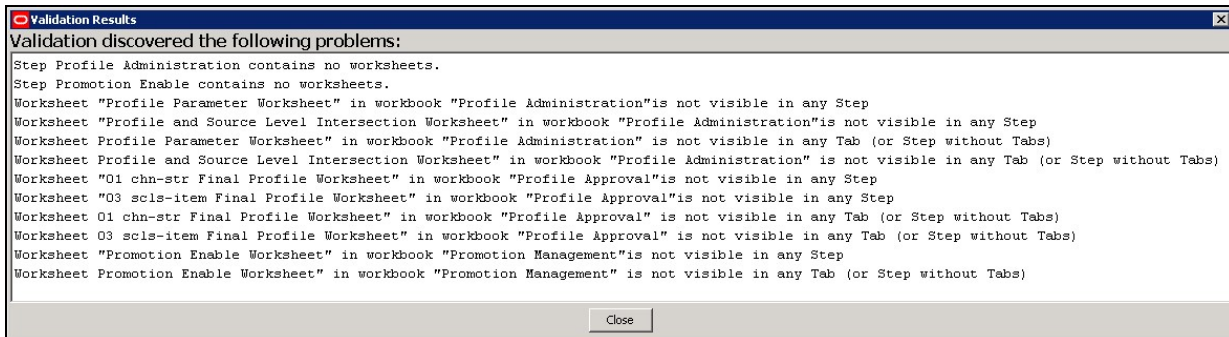 Validation Results
Validation discovered the following problems:
Step Profile Administration contains no worksheets.
Step Promotion Enable contains no worksheets.
Worksheet "Profile Parameter Worksheet" in workbook "Profile Administration"is not visible in any Step
Worksheet "Profile and Source Level Intersection Worksheet" in workbook "Profile Administration"is not visible in any Step
Worksheet Profile Parameter Worksheet" in workbook "Profile Administration" is not visible in any Tab (or Step without Tabs)
Worksheet Profile and Source Level Intersection Worksheet" in workbook "Profile Administration" is not visible in any Tab (or Step without Tabs)
Worksheet "01 chn-str Final Profile Worksheet" in workbook "Profile Approval"is not visible in any Step
Worksheet "03 scls-item Final Profile Worksheet" in workbook "Profile Approval"is not visible in any Step
Worksheet 01 chn-str Final Profile Worksheet" in workbook "Profile Approval" is not visible in any Tab (or Step without Tabs)
Worksheet 03 scls-item Final Profile Worksheet" in workbook "Profile Approval" is not visible in any Tab (or Step without Tabs)
Worksheet "Promotion Enable Worksheet" in workbook "Promotion Management"is not visible in any Step
Worksheet Promotion Enable Worksheet" in workbook "Promotion Management" is not visible in any Tab (or Step without Tabs)
Close